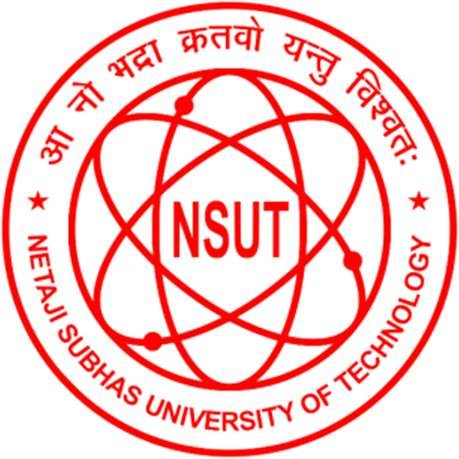 आ नो भद्रा क्रतवो यन्तु विश्वतः
NSUT
★ NETAJI SUBHAS UNIVERSITY OF TECHNOLOGY ★